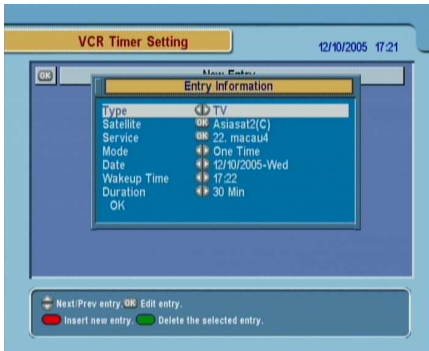 VCR Timer Setting
12/10/2005 17:21
OK New Entry
Entry Information
Type TV
Satellite OK Asiasat2(C)
Service OK 22. macau4
Mode One Time
Date 12/10/2005-Wed
Wakeup Time 17:22
Duration 30 Min
OK
Next/Prev entry, OK Edit entry.
Insert new entry. Delete the selected entry.